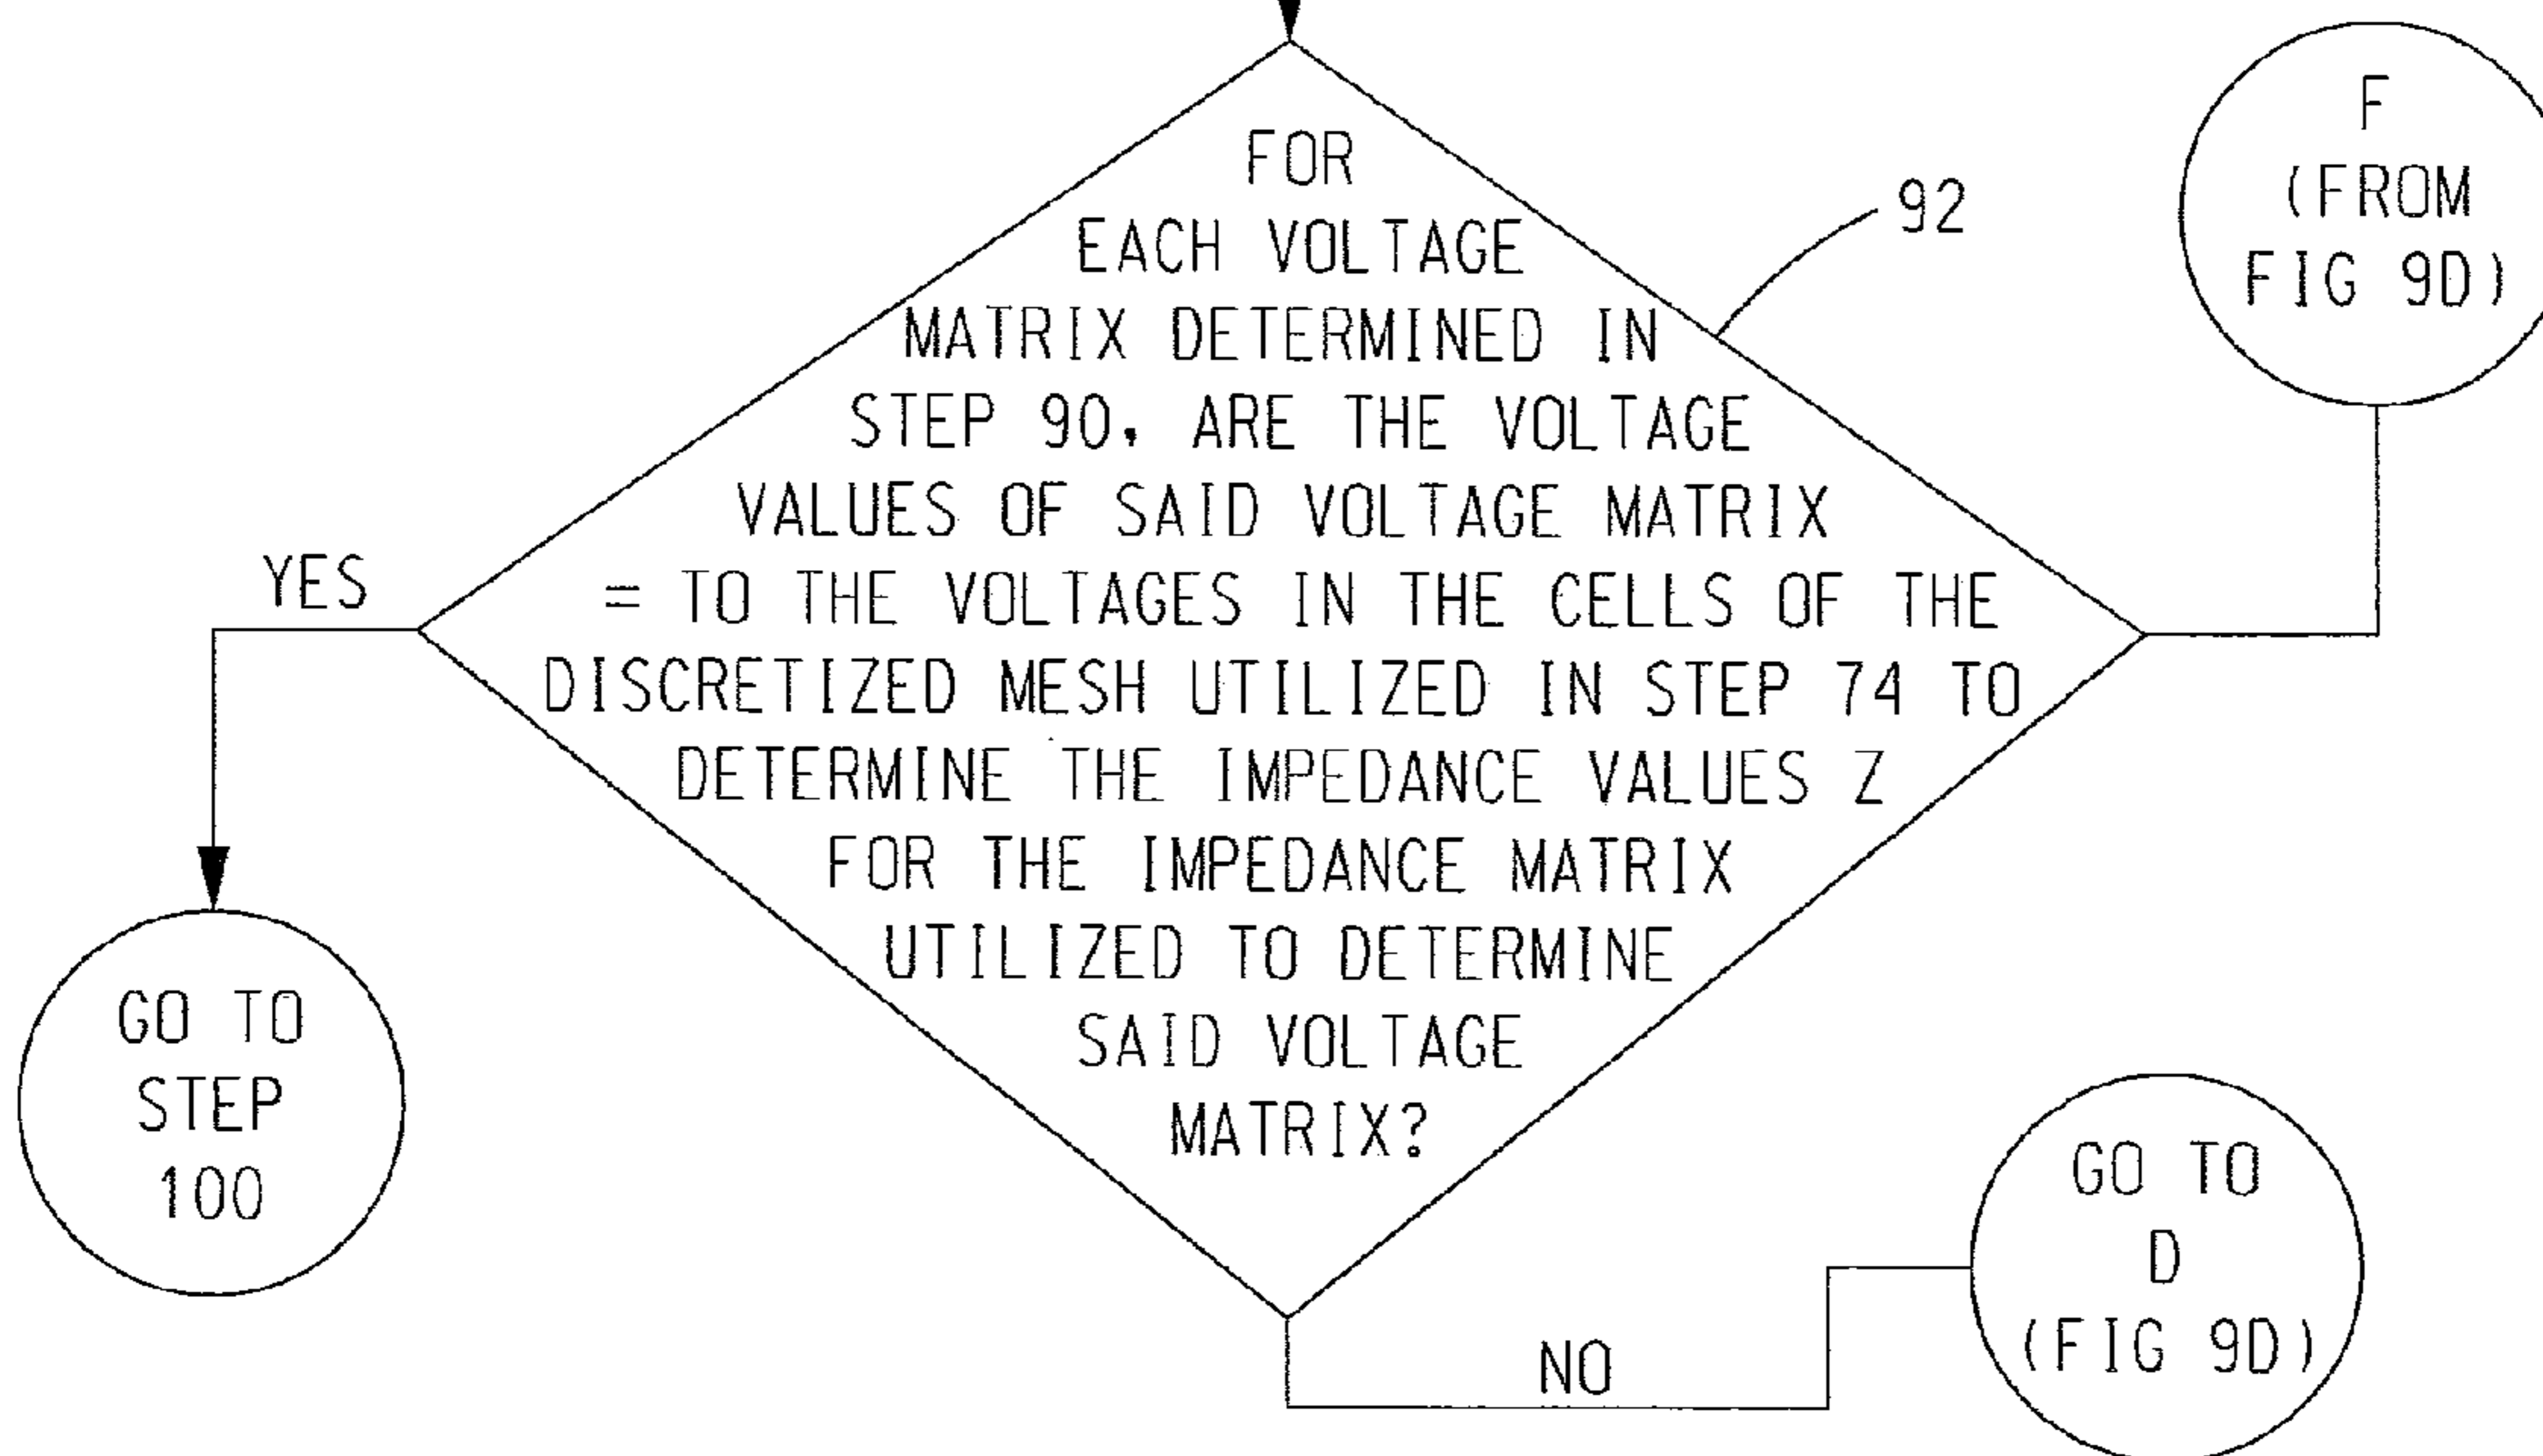 FOR
EACH VOLTAGE
MATRIX DETERMINED IN
STEP 90, ARE THE VOLTAGE
VALUES OF SAID VOLTAGE MATRIX
= TO THE VOLTAGES IN THE CELLS OF THE
DISCRETIZED MESH UTILIZED IN STEP 74 TO
DETERMINE THE IMPEDANCE VALUES Z
FOR THE IMPEDANCE MATRIX
UTILIZED TO DETERMINE
SAID VOLTAGE
MATRIX?
92
F
(FROM
FIG 9D)
YES
GO TO
STEP
100
NO
GO TO
D
(FIG 9D)